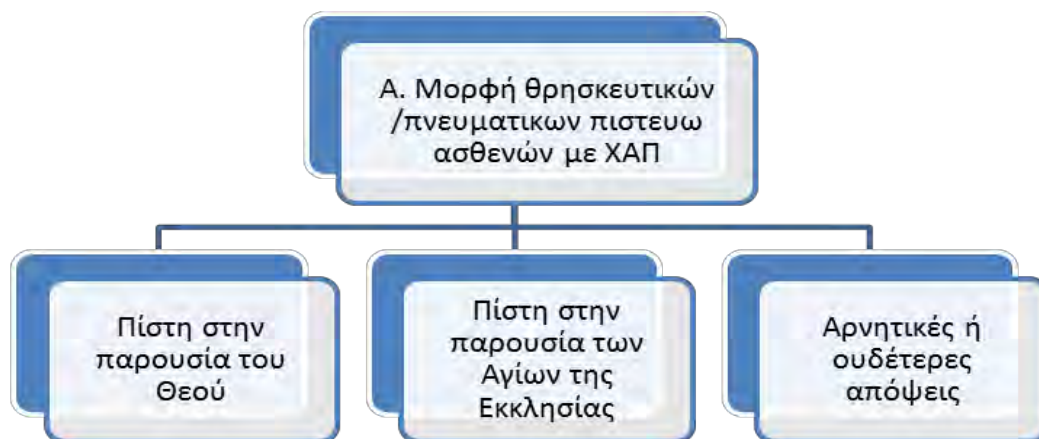 Α. Μορφή θρησκευτικών
/πνευματικων πιστευω
ασθενών με ΧΑΠ
Πίστη στην
παρουσία του
Θεού
Πίστη στην
παρουσία των
Αγίων της
Εκκλησίας
Αρνητικές ή
ουδέτερες
απόψεις